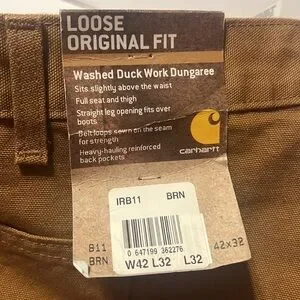 LOOSE
ORIGINAL FIT
Washed Duck Work Dungaree
Sits slightly above the waist
Full seat and thigh
Straight leg opening fits over
boots
Belt loops sewn on the seam
for strength
Heavy-hauling reinforced
back pockets
carhartt
IRB11 BRN
811
BRN
0 647199 362276
42x32
W42 L32 L32